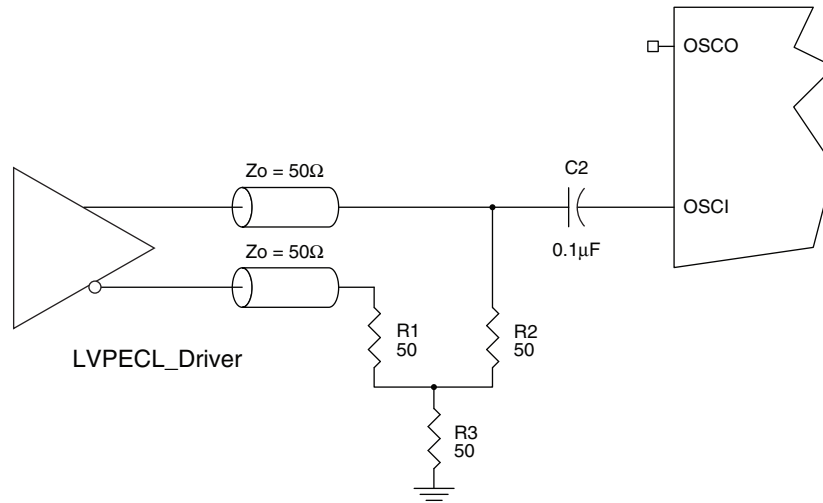 OSCO
Zo = 50Ω
C2
OSCI
0.1μF
Zo = 50Ω
R1
50
R2
50
LVPECL_Driver
R3
50